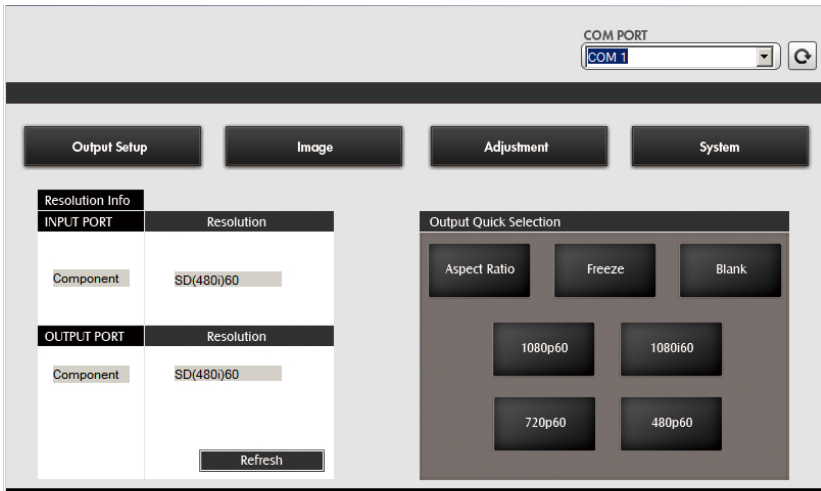 COM PORT
COM 1
Output Setup
Image
Adjustment
System
Resolution Info
INPUT PORT
Resolution
Component
SD(480i)60
OUTPUT PORT
Resolution
Component
SD(480i)60
Refresh
Output Quick Selection
Aspect Ratio
Freeze
Blank
1080p60
1080i60
720p60
480p60